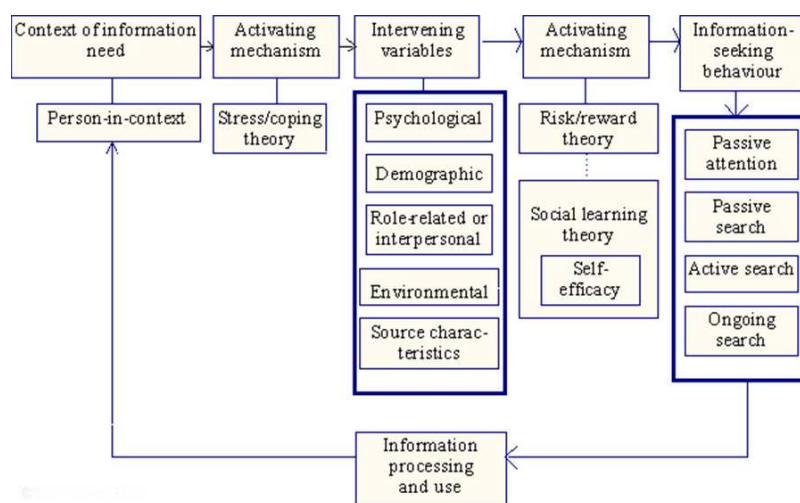 Context of information
need
Activating
mechanism
Intervening
variables
Activating
mechanism
Information-
seeking
behaviour
Person-in-context
Stress/coping
theory
Psychological
Demographic
Role-related or
interpersonal
Environmental
Source charac-
teristics
Risk/reward
theory
Social learning
theory
Self-
efficacy
Passive
attention
Passive
search
Active search
Ongoing
search
Information
processing
and use